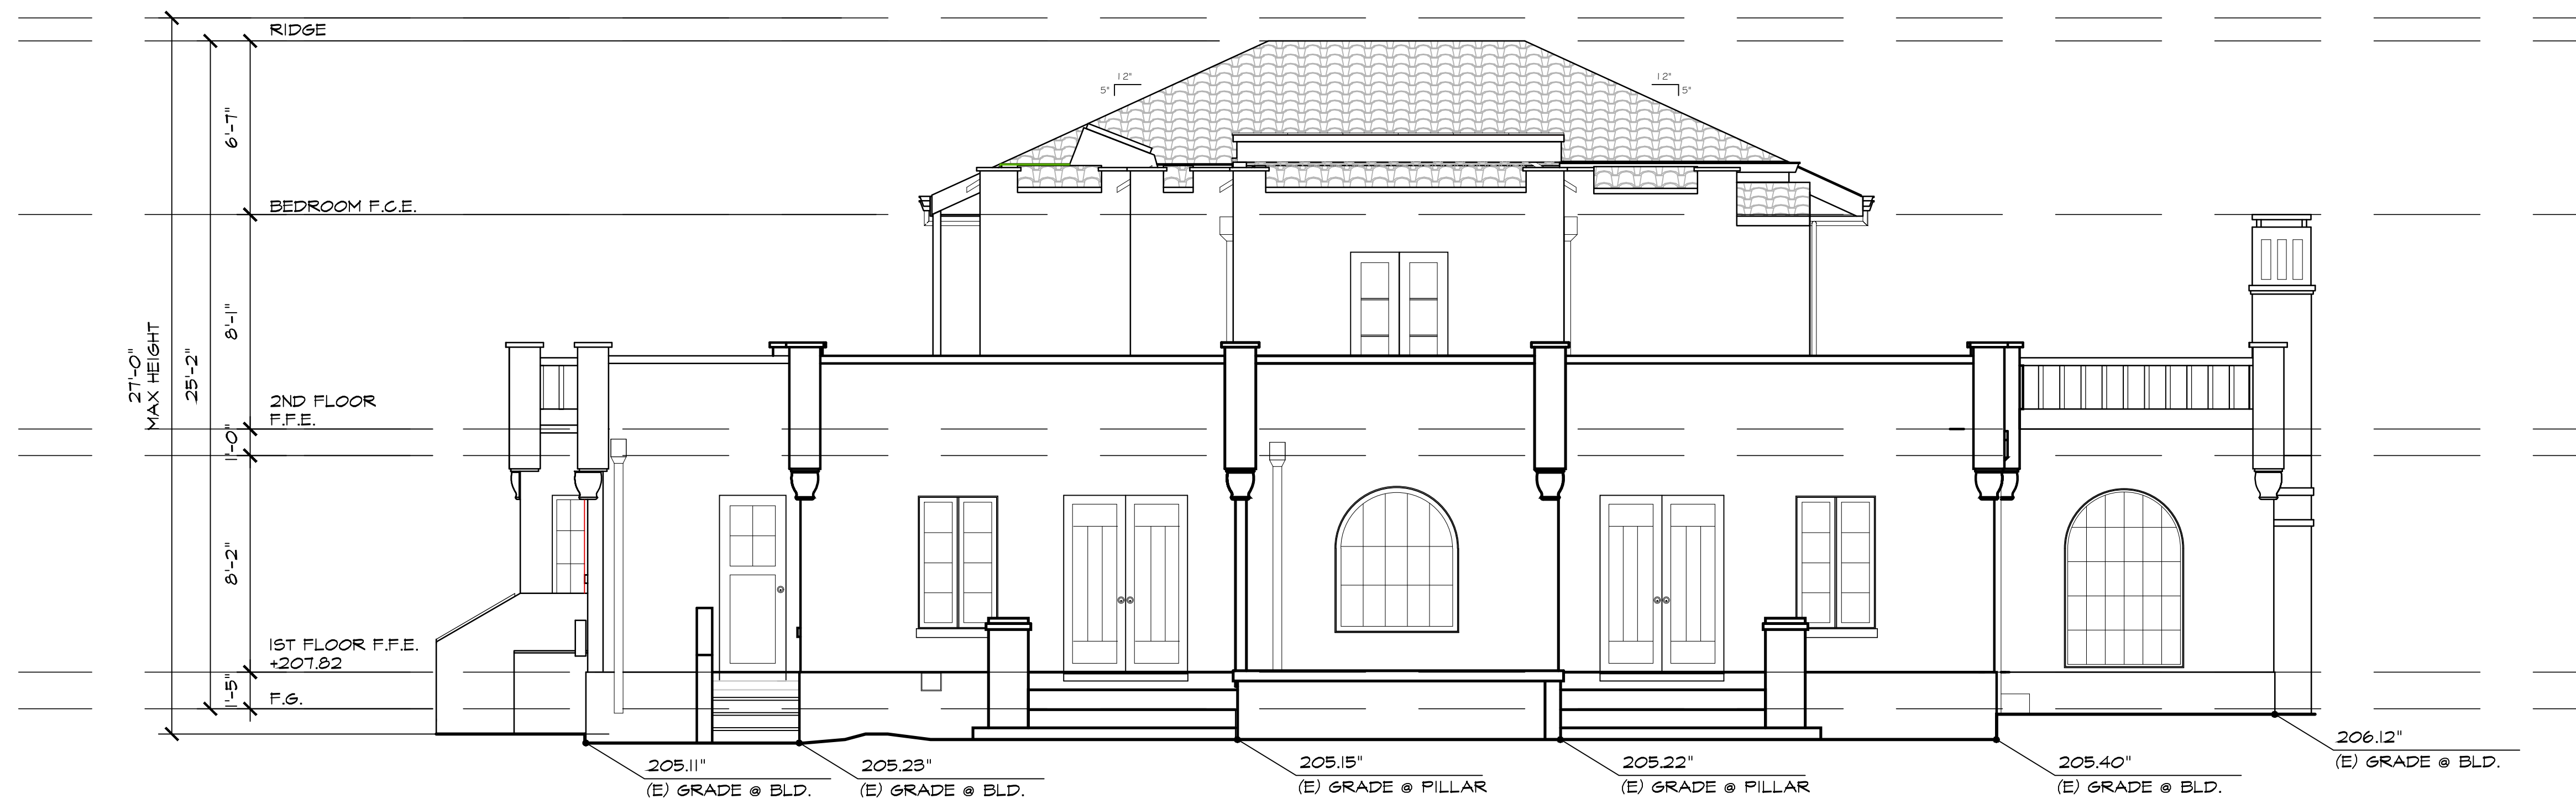 RIDGE
12"
5"
12"
5"
6'-7"
BEDROOM F.C.E.
8'-1"
27'-0"
MAX HEIGHT
25'-2"
2ND FLOOR
F.F.E.
1'-0"
8'-2"
1ST FLOOR F.F.E.
+207.82
1'-5"
F.G.
205.11"
(E) GRADE @ BLD.
205.23"
(E) GRADE @ BLD.
205.15"
(E) GRADE @ PILLAR
205.22"
(E) GRADE @ PILLAR
205.40"
(E) GRADE @ BLD.
206.12"
(E) GRADE @ BLD.